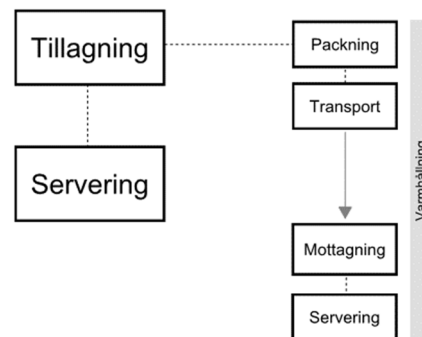 Tillagning
Packning
Transport
Servering
Varmhållning
Mottagning
Servering